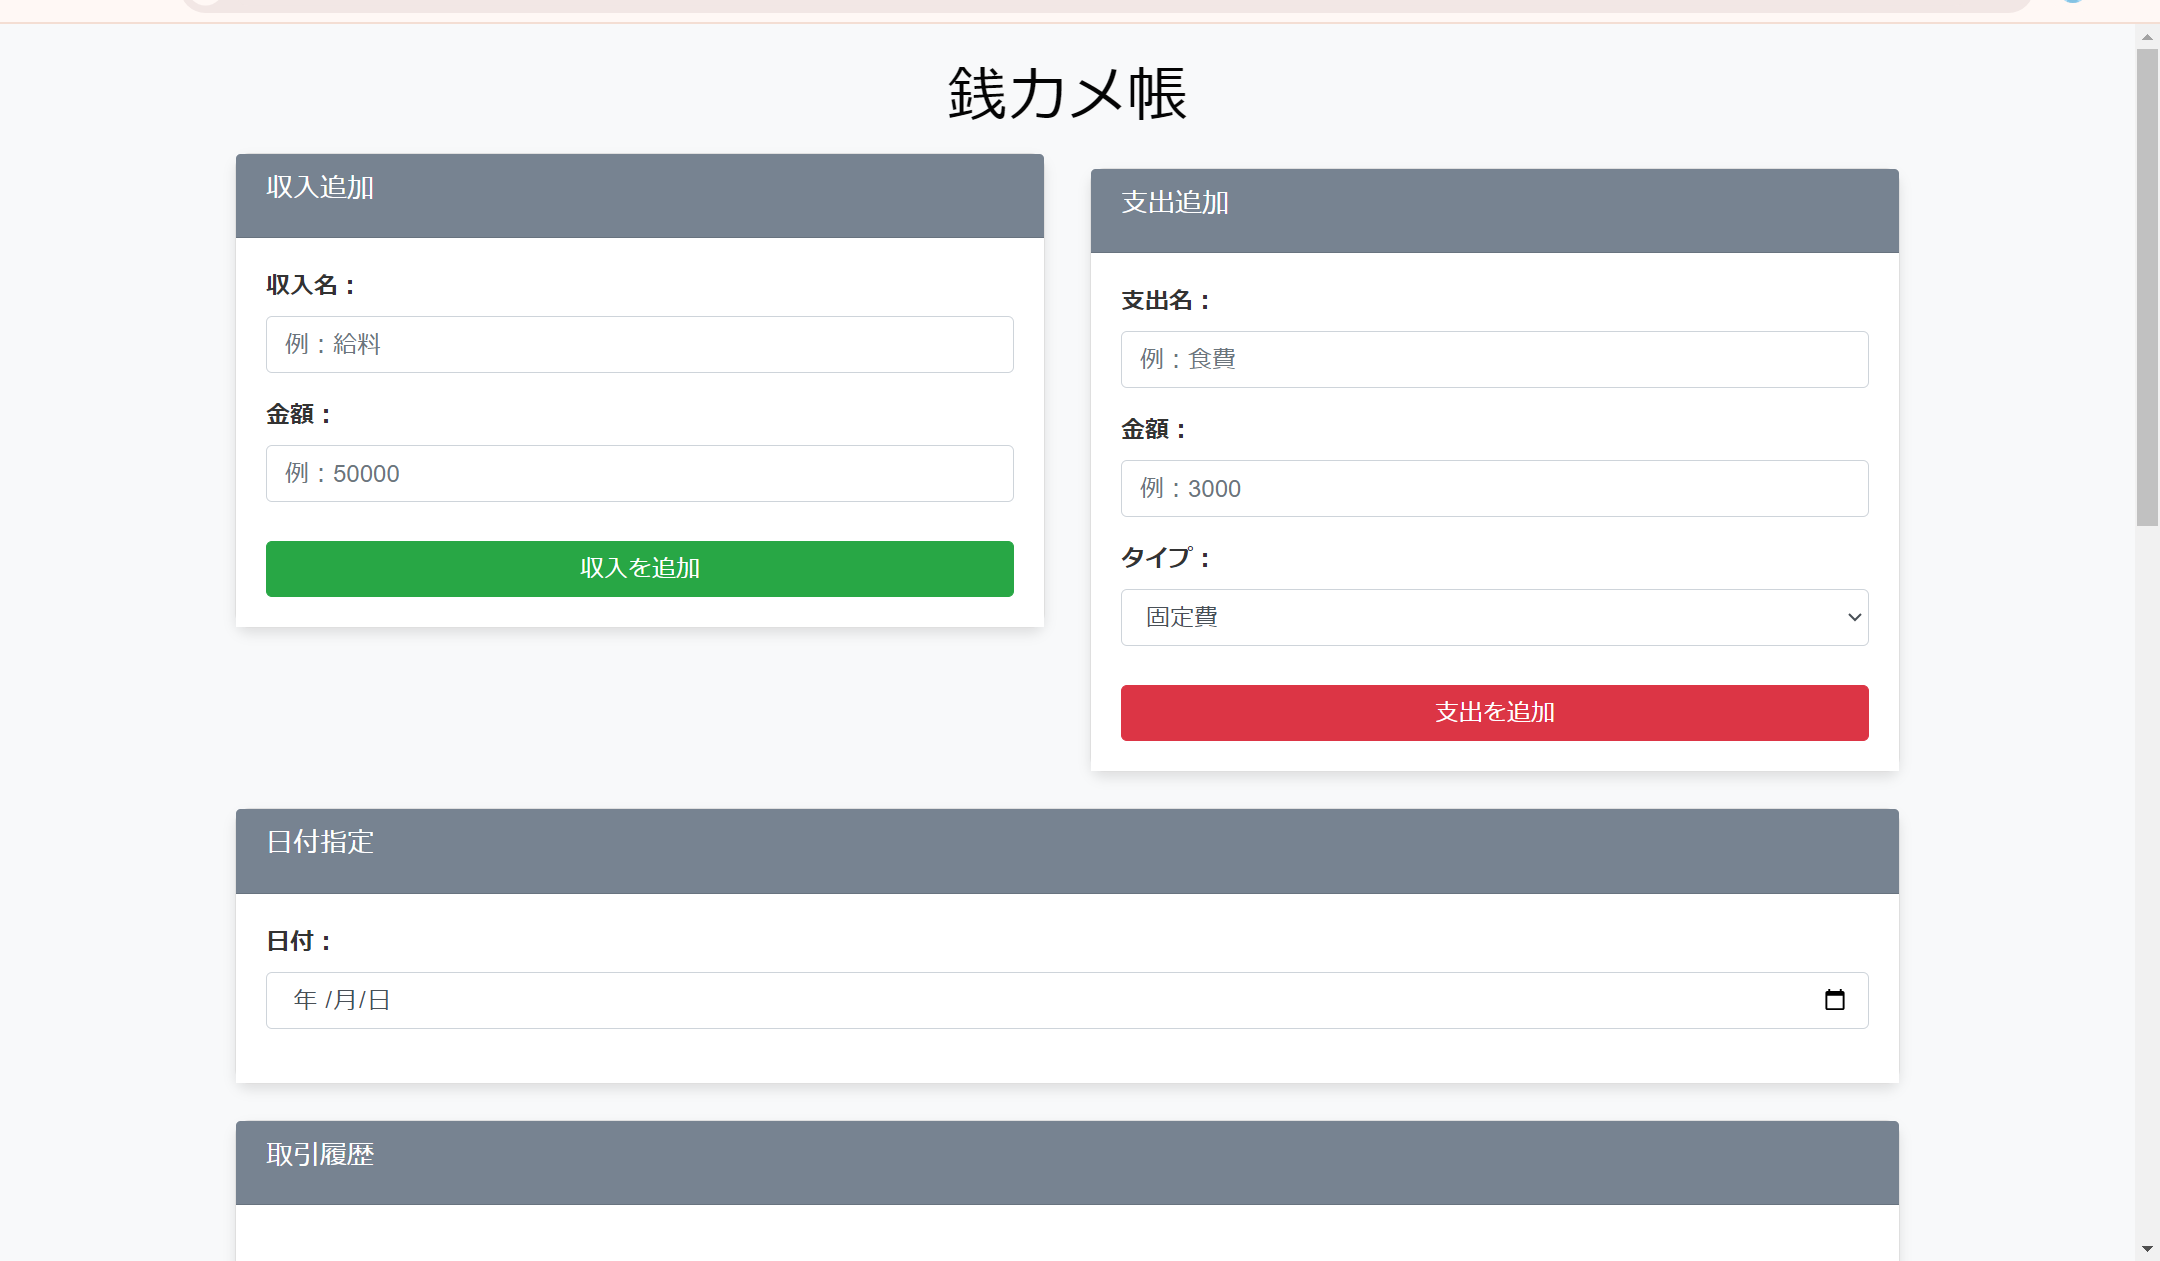 銭カメ帳
収入追加
収入名：
例：給料
金額：
例：50000
収入を追加
支出追加
支出名：
例：食費
金額：
例：3000
タイプ：
固定費
支出を追加
日付指定
日付：
年 /月/日
取引履歴